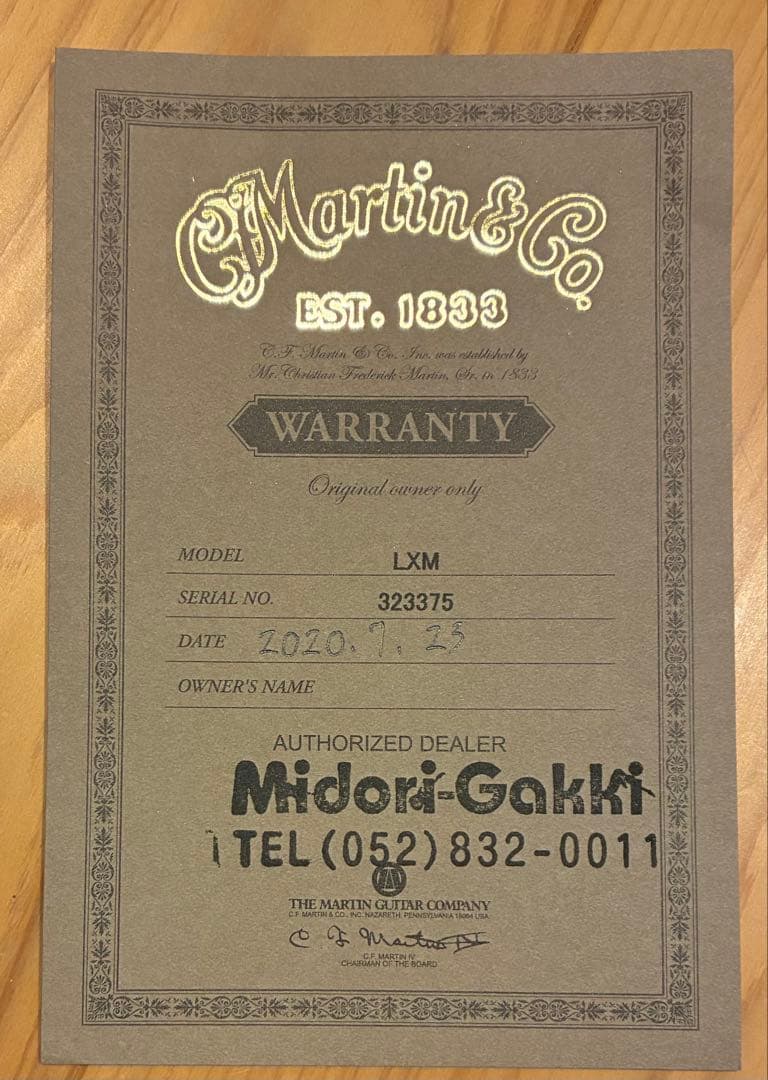 C.F. Martin & Co.
EST. 1833
C.F. Martin & Co. Inc. was established by
Mr. Christian Frederick Martin, Sr. in 1833
WARRANTY
Original owner only
MODEL LXM
SERIAL NO. 323375
DATE 2020. 7. 25
OWNER'S NAME
AUTHORIZED DEALER
Midori-Gakki
TEL(052)832-0011
THE MARTIN GUITAR COMPANY
C.F. MARTIN & CO., INC. NAZARETH, PENNSYLVANIA 18064 USA
C F Martin IV
C.F. MARTIN IV
CHAIRMAN OF THE BOARD